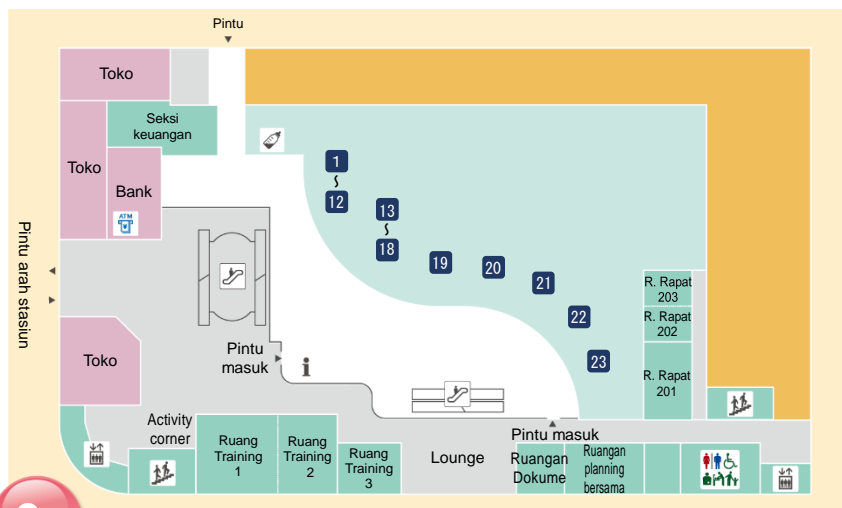 Pintu
Toko
Seksi
keuangan
Toko
Bank
ATM
1
12
13
18
19
20
21
22
23
R. Rapat
203
R. Rapat
202
R. Rapat
201
Pintu arah stasiun
Toko
Pintu
masuk
i
Activity
corner
Ruang
Training
1
Ruang
Training
2
Ruang
Training
3
Lounge
Pintu masuk
Ruangan
Dokume
Ruangan
planning
bersama